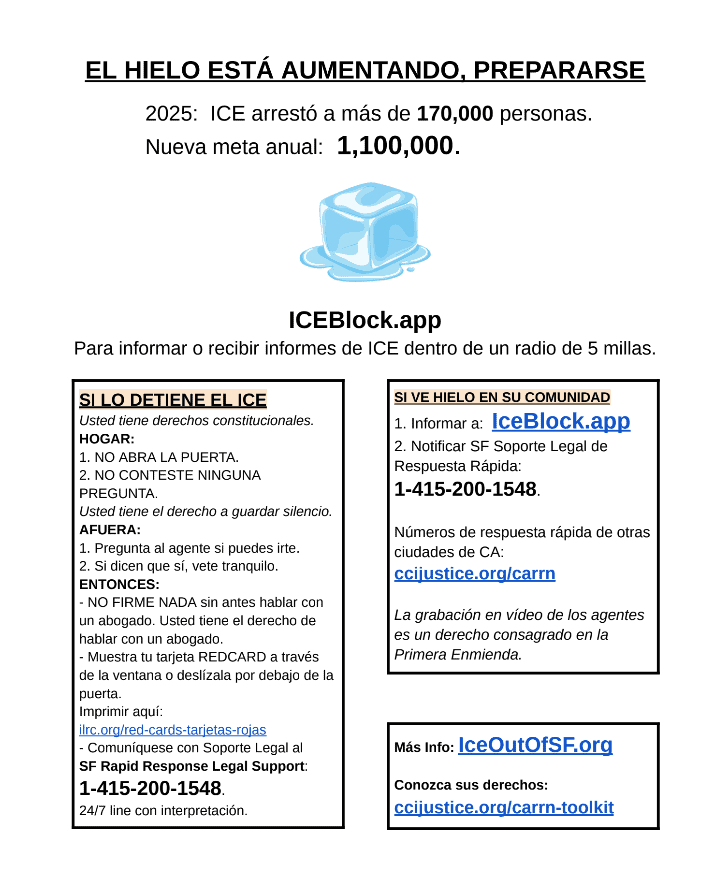 EL HIELO ESTÁ AUMENTANDO, PREPARARSE
2025:  ICE arrestó a más de 170,000 personas.
Nueva meta anual:  1,100,000.
ICEBlock.app
Para informar o recibir informes de ICE dentro de un radio de 5 millas.
SI LO DETIENE EL ICE
Usted tiene derechos constitucionales.
HOGAR:
1. NO ABRA LA PUERTA.
2. NO CONTESTE NINGUNA
PREGUNTA.
Usted tiene el derecho a guardar silencio.
AFUERA:
1. Pregunta al agente si puedes irte.
2. Si dicen que sí, vete tranquilo.
ENTONCES:
- NO FIRME NADA sin antes hablar con
un abogado. Usted tiene el derecho de
hablar con un abogado.
- Muestra tu tarjeta REDCARD a través
de la ventana o deslízala por debajo de la
puerta.
Imprimir aquí:
ilrc.org/red-cards-tarjetas-rojas
- Comuníquese con Soporte Legal al
SF Rapid Response Legal Support:
1-415-200-1548.
24/7 line con interpretación.
SI VE HIELO EN SU COMUNIDAD
1. Informar a:  IceBlock.app
2. Notificar SF Soporte Legal de
Respuesta Rápida:
1-415-200-1548.
Números de respuesta rápida de otras
ciudades de CA:
ccijustice.org/carrn
La grabación en vídeo de los agentes
es un derecho consagrado en la
Primera Enmienda.
Más Info: IceOutOfSF.org
Conozca sus derechos:
ccijustice.org/carrn-toolkit